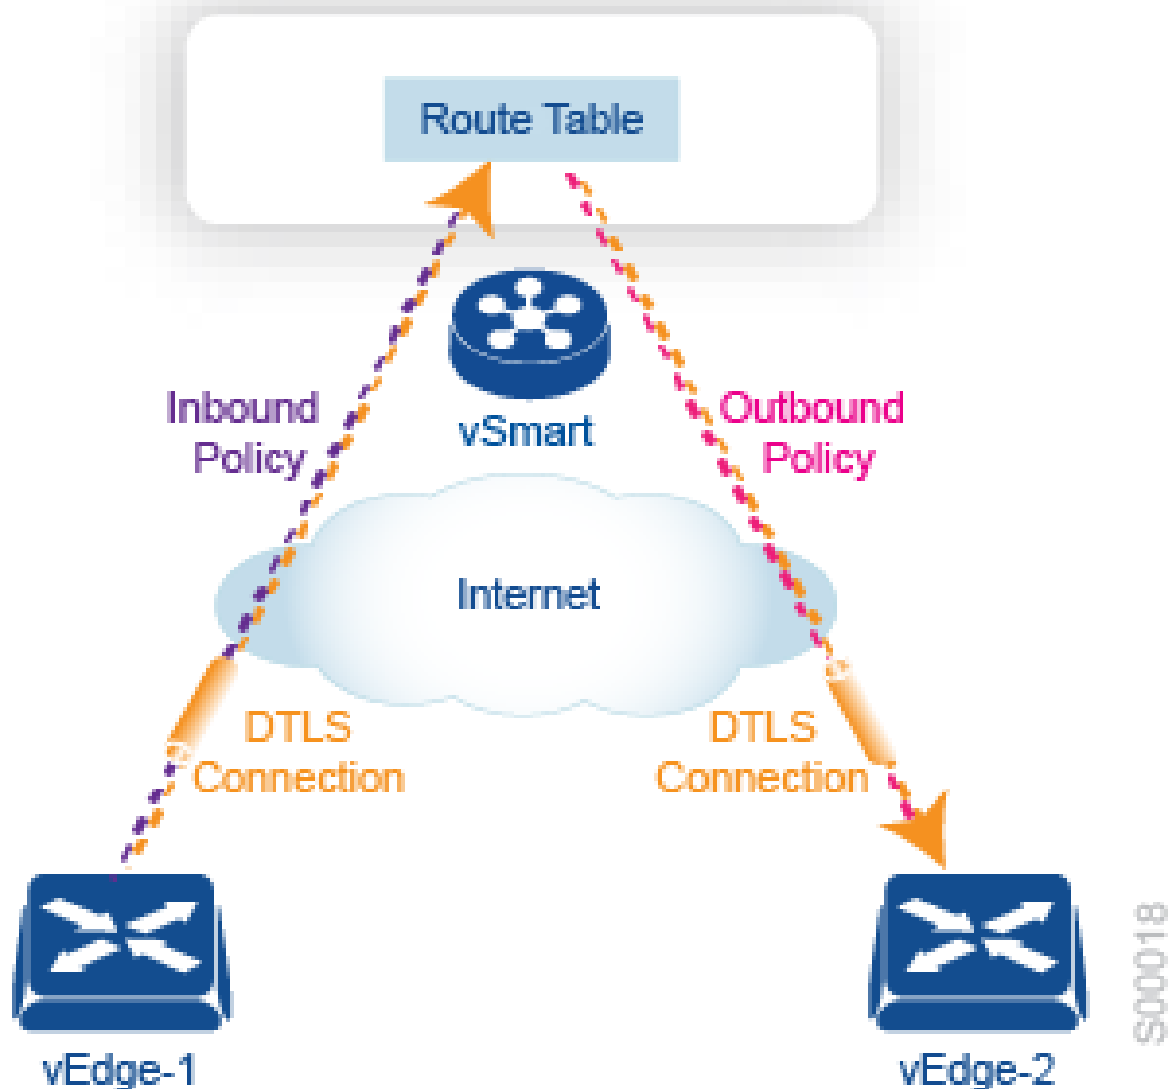 Route Table
Inbound
Policy
vSmart
Outbound
Policy
Internet
DTLS
Connection
DTLS
Connection
vEdge-1
vEdge-2
S00018